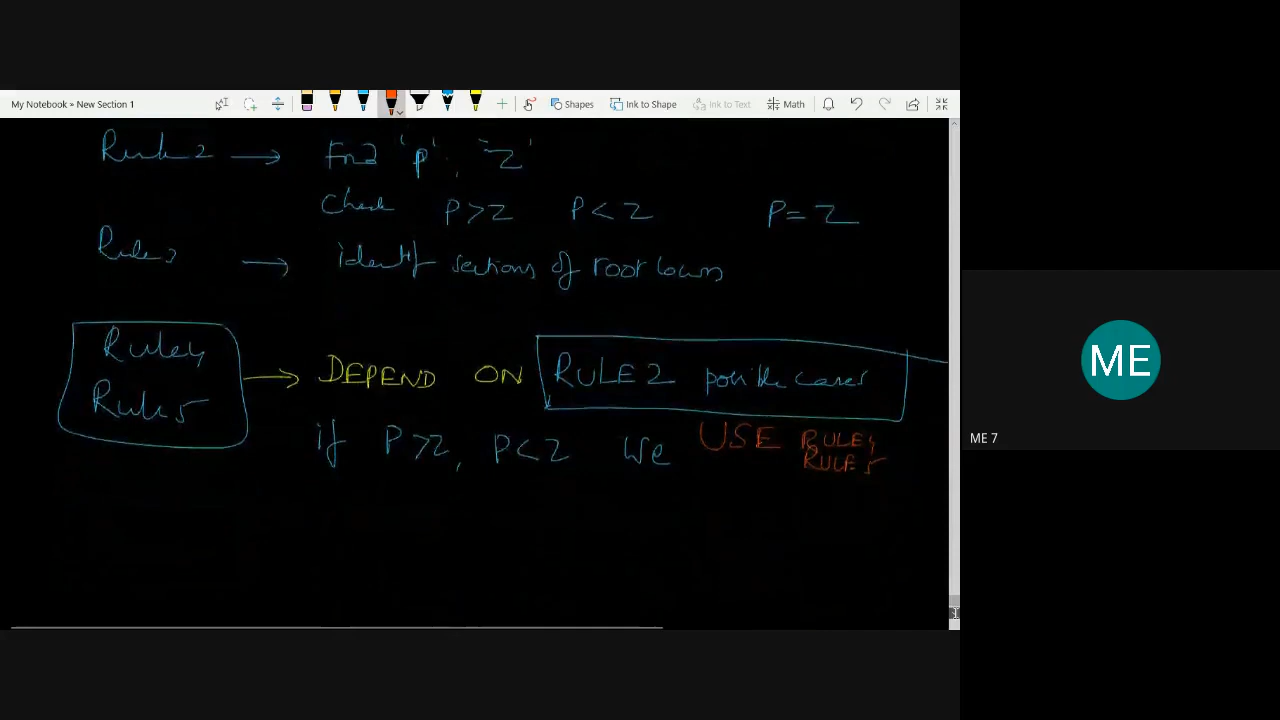 My Notebook » New Section 1 Shapes Ink to Shape Ink to Text Math
Rule 2 → Find 'p', 'z'
Check P>Z P<Z P=Z
Rule 3 → identify sections of root locus
Rule 4
Rule 5 → DEPEND ON RULE 2 possible cases
if P>Z, P<Z We USE RULE 4
RULE 5
ME
ME 7